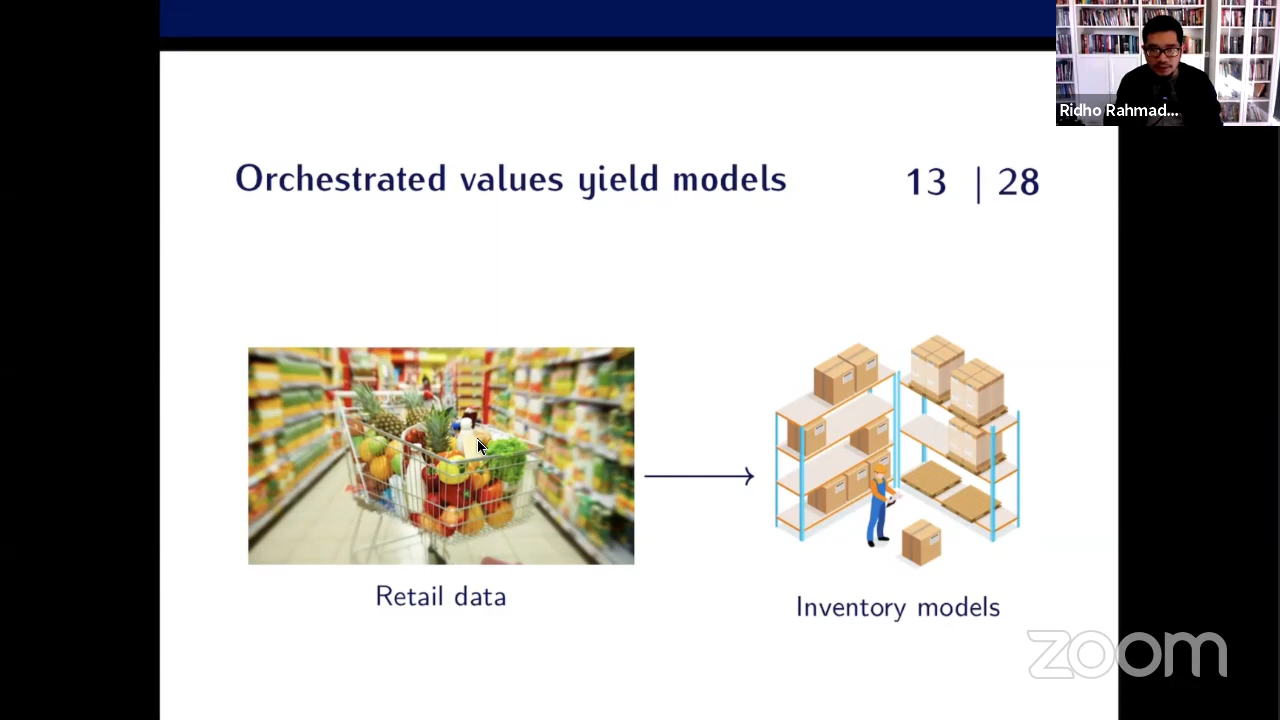 Ridho Rahmad...
Orchestrated values yield models
13 | 28
Retail data
Inventory models
zoom